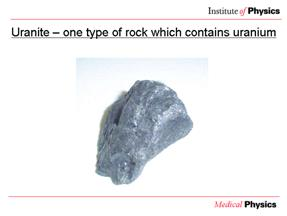 Institute of Physics
Uranite – one type of rock which contains uranium
Medical Physics